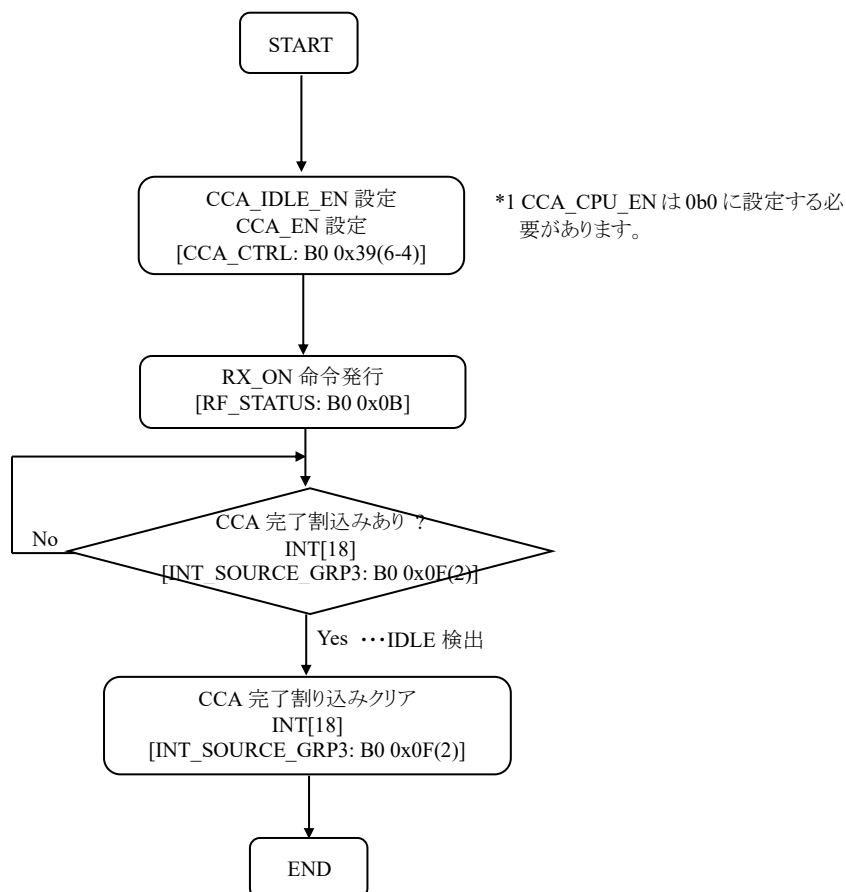 START
CCA_IDLE_EN 設定
CCA_EN 設定
[CCA_CTRL: B0 0x39(6-4)]
*1 CCA_CPU_EN は 0b0 に設定する必
要があります。
RX_ON 命令発行
[RF_STATUS: B0 0x0B]
CCA 完了割込みあり ?
INT[18]
[INT_SOURCE_GRP3: B0 0x0F(2)]
No
Yes ・・・IDLE 検出
CCA 完了割り込みクリア
INT[18]
[INT_SOURCE_GRP3: B0 0x0F(2)]
END